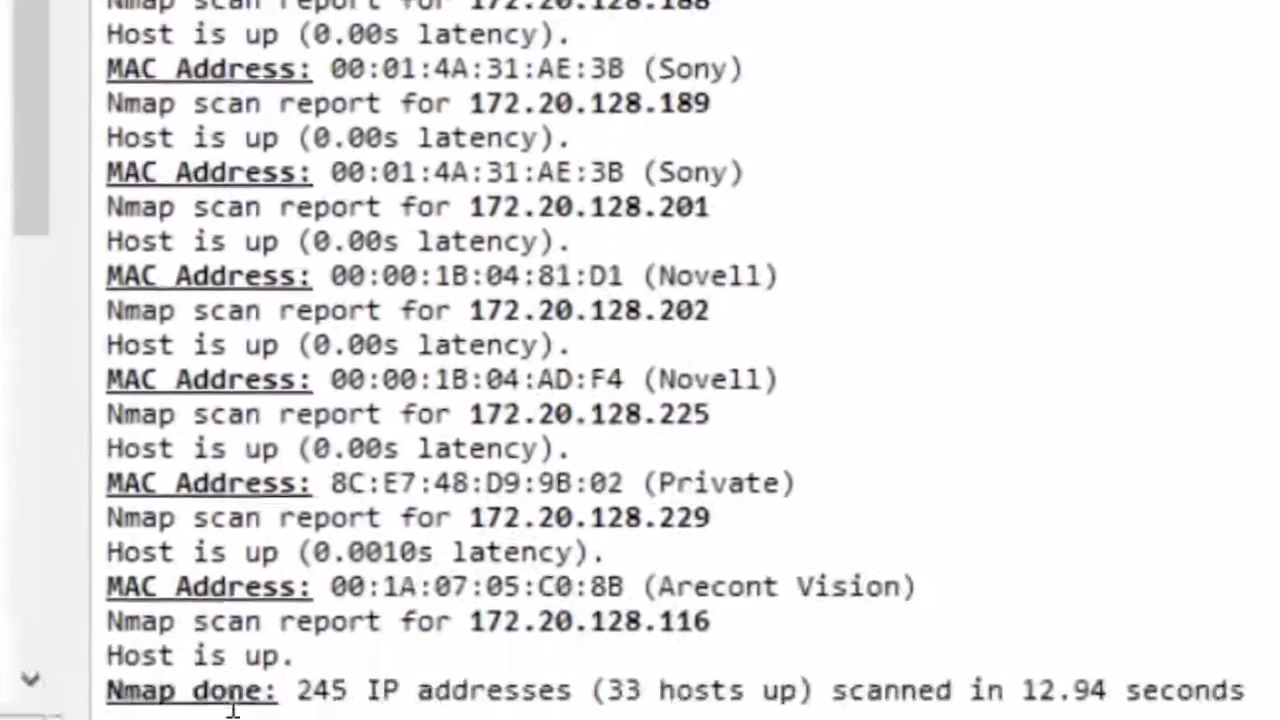 Nmap scan report for 172.20.128.188
Host is up (0.00s latency).
MAC Address: 00:01:4A:31:AE:3B (Sony)
Nmap scan report for 172.20.128.189
Host is up (0.00s latency).
MAC Address: 00:01:4A:31:AE:3B (Sony)
Nmap scan report for 172.20.128.201
Host is up (0.00s latency).
MAC Address: 00:00:1B:04:81:D1 (Novell)
Nmap scan report for 172.20.128.202
Host is up (0.00s latency).
MAC Address: 00:00:1B:04:AD:F4 (Novell)
Nmap scan report for 172.20.128.225
Host is up (0.00s latency).
MAC Address: 8C:E7:48:D9:9B:02 (Private)
Nmap scan report for 172.20.128.229
Host is up (0.0010s latency).
MAC Address: 00:1A:07:05:C0:8B (Arecont Vision)
Nmap scan report for 172.20.128.116
Host is up.
Nmap done: 245 IP addresses (33 hosts up) scanned in 12.94 seconds